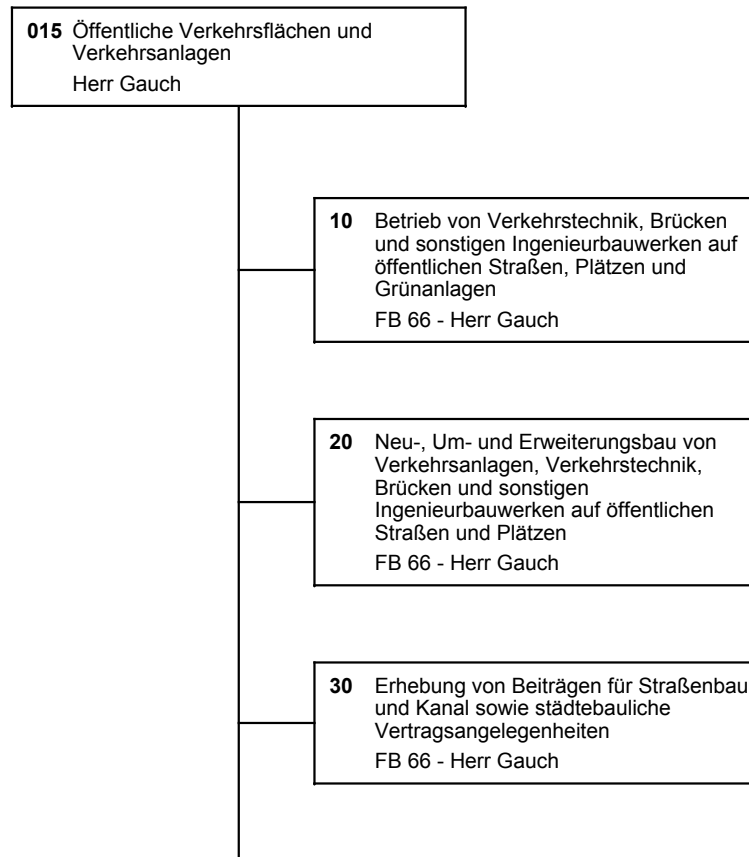 015 Öffentliche Verkehrsflächen und
Verkehrsanlagen
Herr Gauch
10 Betrieb von Verkehrstechnik, Brücken
und sonstigen Ingenieurbauwerken auf
öffentlichen Straßen, Plätzen und
Grünanlagen
FB 66 - Herr Gauch
20 Neu-, Um- und Erweiterungsbau von
Verkehrsanlagen, Verkehrstechnik,
Brücken und sonstigen
Ingenieurbauwerken auf öffentlichen
Straßen und Plätzen
FB 66 - Herr Gauch
30 Erhebung von Beiträgen für Straßenbau
und Kanal sowie städtebauliche
Vertragsangelegenheiten
FB 66 - Herr Gauch